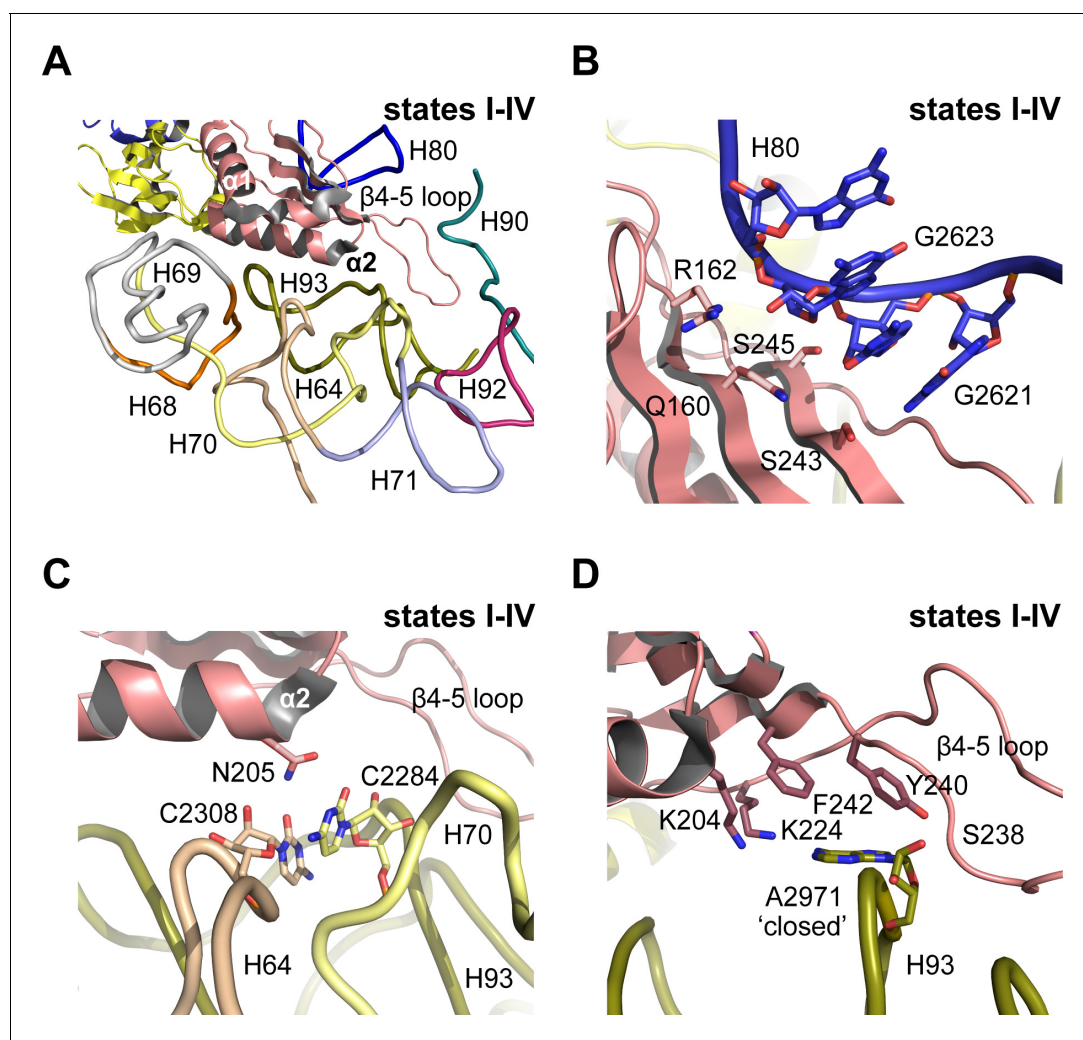 A
states I-IV
H80
α1
β4-5 loop
H90
α2
H69
H93
H68
H64
H92
H70
H71
B
states I-IV
H80
G2623
R162
S245
Q160
G2621
S243
C
states I-IV
α2
β4-5 loop
N205
C2284
C2308
H70
H64
H93
D
states I-IV
β4-5 loop
Y240
F242
K204
K224
S238
A2971
‘closed’
H93